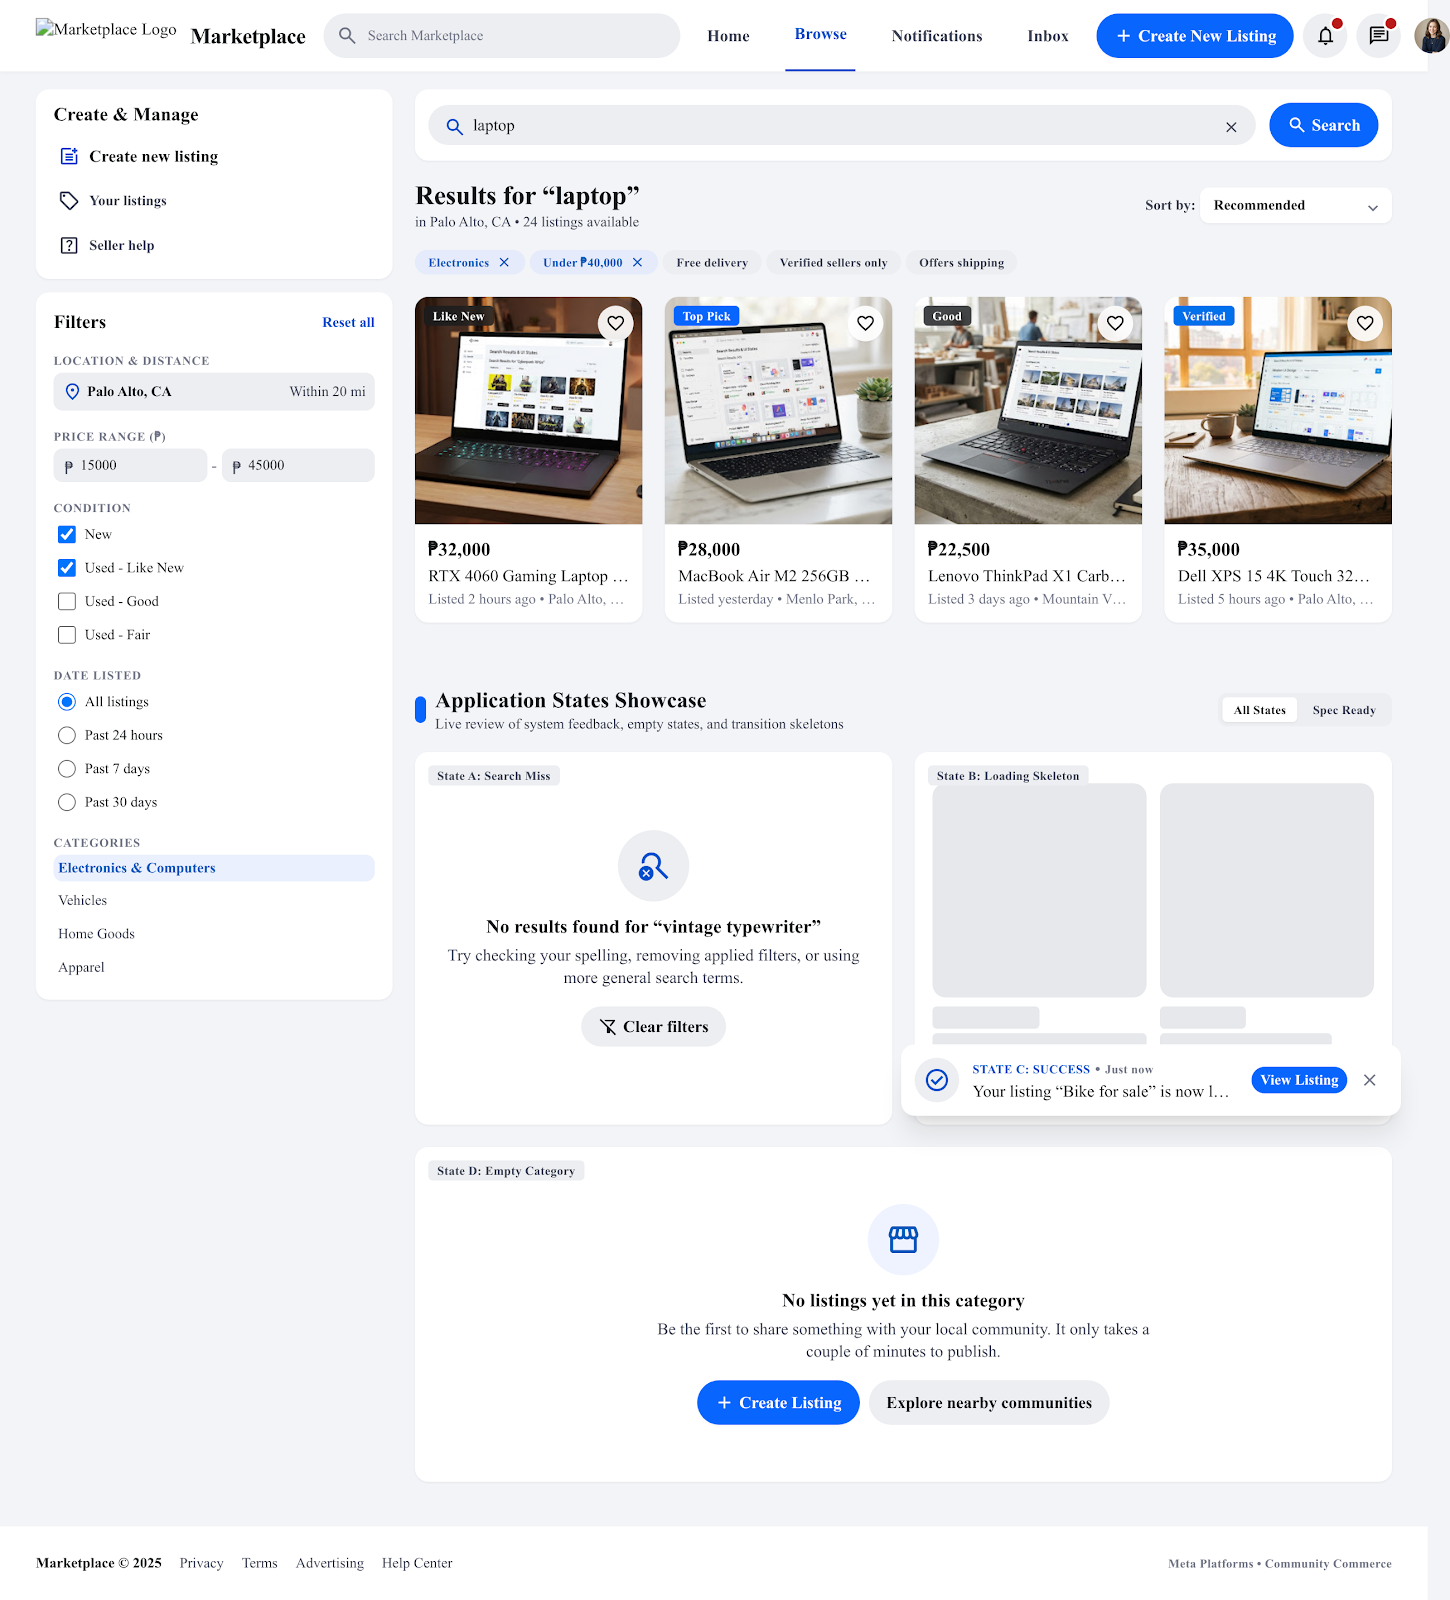 Marketplace Logo
Marketplace
Search Marketplace
Home
Browse
Notifications
Inbox
Create New Listing
Create & Manage
Create new listing
Your listings
Seller help
Filters
Reset all
LOCATION & DISTANCE
Palo Alto, CA
Within 20 mi
PRICE RANGE (₱)
₱ 15000 - ₱ 45000
CONDITION
New
Used - Like New
Used - Good
Used - Fair
DATE LISTED
All listings
Past 24 hours
Past 7 days
Past 30 days
CATEGORIES
Electronics & Computers
Vehicles
Home Goods
Apparel
laptop
Search
Results for “laptop”
in Palo Alto, CA • 24 listings available
Sort by:
Recommended
Electronics
Under ₱40,000
Free delivery
Verified sellers only
Offers shipping
Like New
₱32,000
RTX 4060 Gaming Laptop ...
Listed 2 hours ago • Palo Alto, ...
Top Pick
₱28,000
MacBook Air M2 256GB ...
Listed yesterday • Menlo Park, ...
Good
₱22,500
Lenovo ThinkPad X1 Carb...
Listed 3 days ago • Mountain V...
Verified
₱35,000
Dell XPS 15 4K Touch 32...
Listed 5 hours ago • Palo Alto, ...
Application States Showcase
Live review of system feedback, empty states, and transition skeletons
All States
Spec Ready
State A: Search Miss
No results found for “vintage typewriter”
Try checking your spelling, removing applied filters, or using
more general search terms.
Clear filters
State B: Loading Skeleton
STATE C: SUCCESS • Just now
Your listing “Bike for sale” is now l...
View Listing
State D: Empty Category
No listings yet in this category
Be the first to share something with your local community. It only takes a
couple of minutes to publish.
Create Listing
Explore nearby communities
Marketplace © 2025
Privacy
Terms
Advertising
Help Center
Meta Platforms • Community Commerce